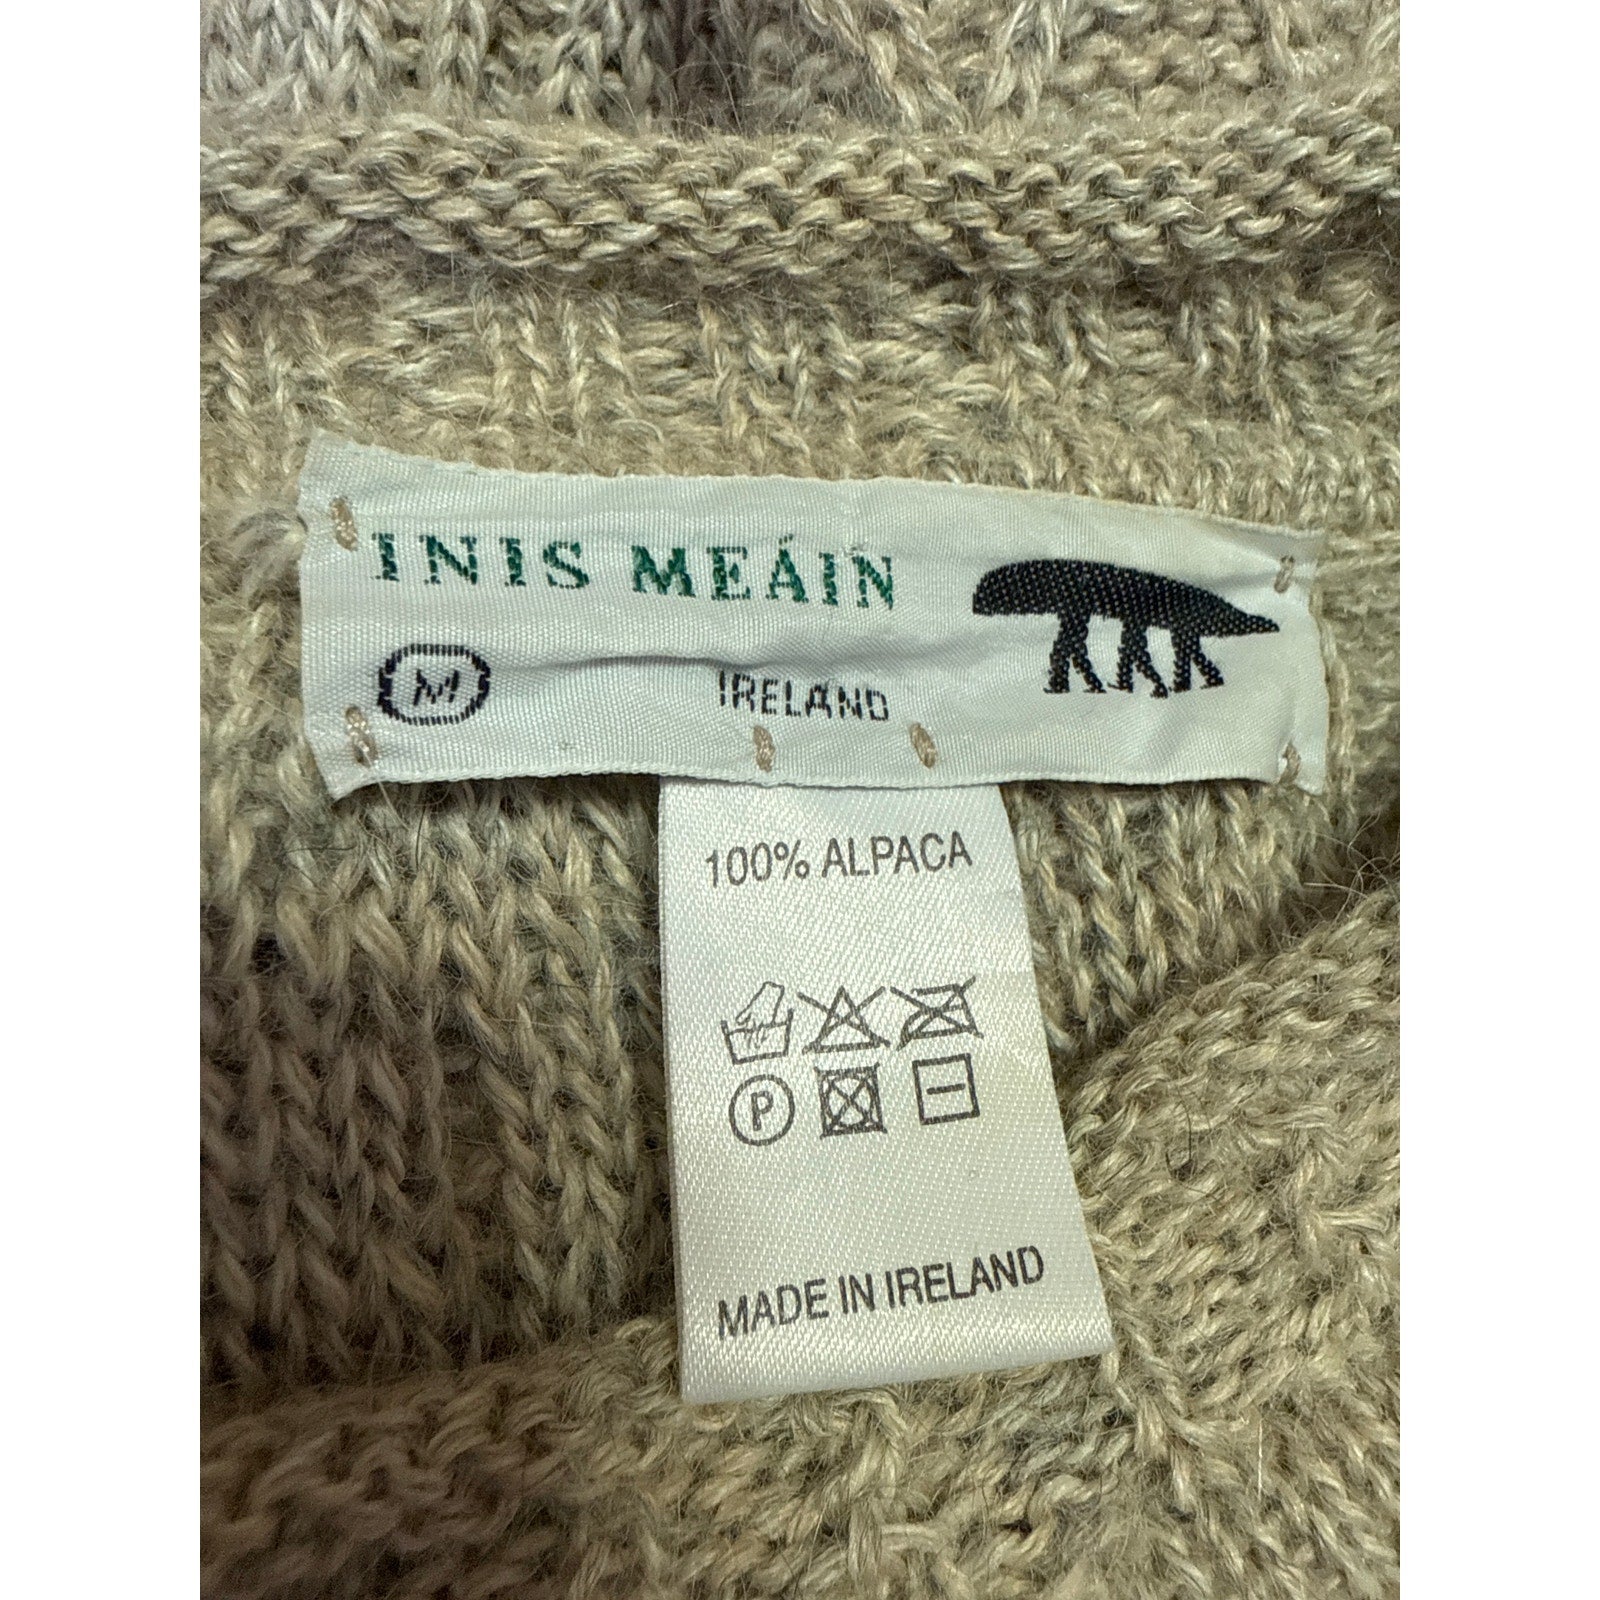 INIS MEÁIN
M
IRELAND
100% ALPACA
P
MADE IN IRELAND